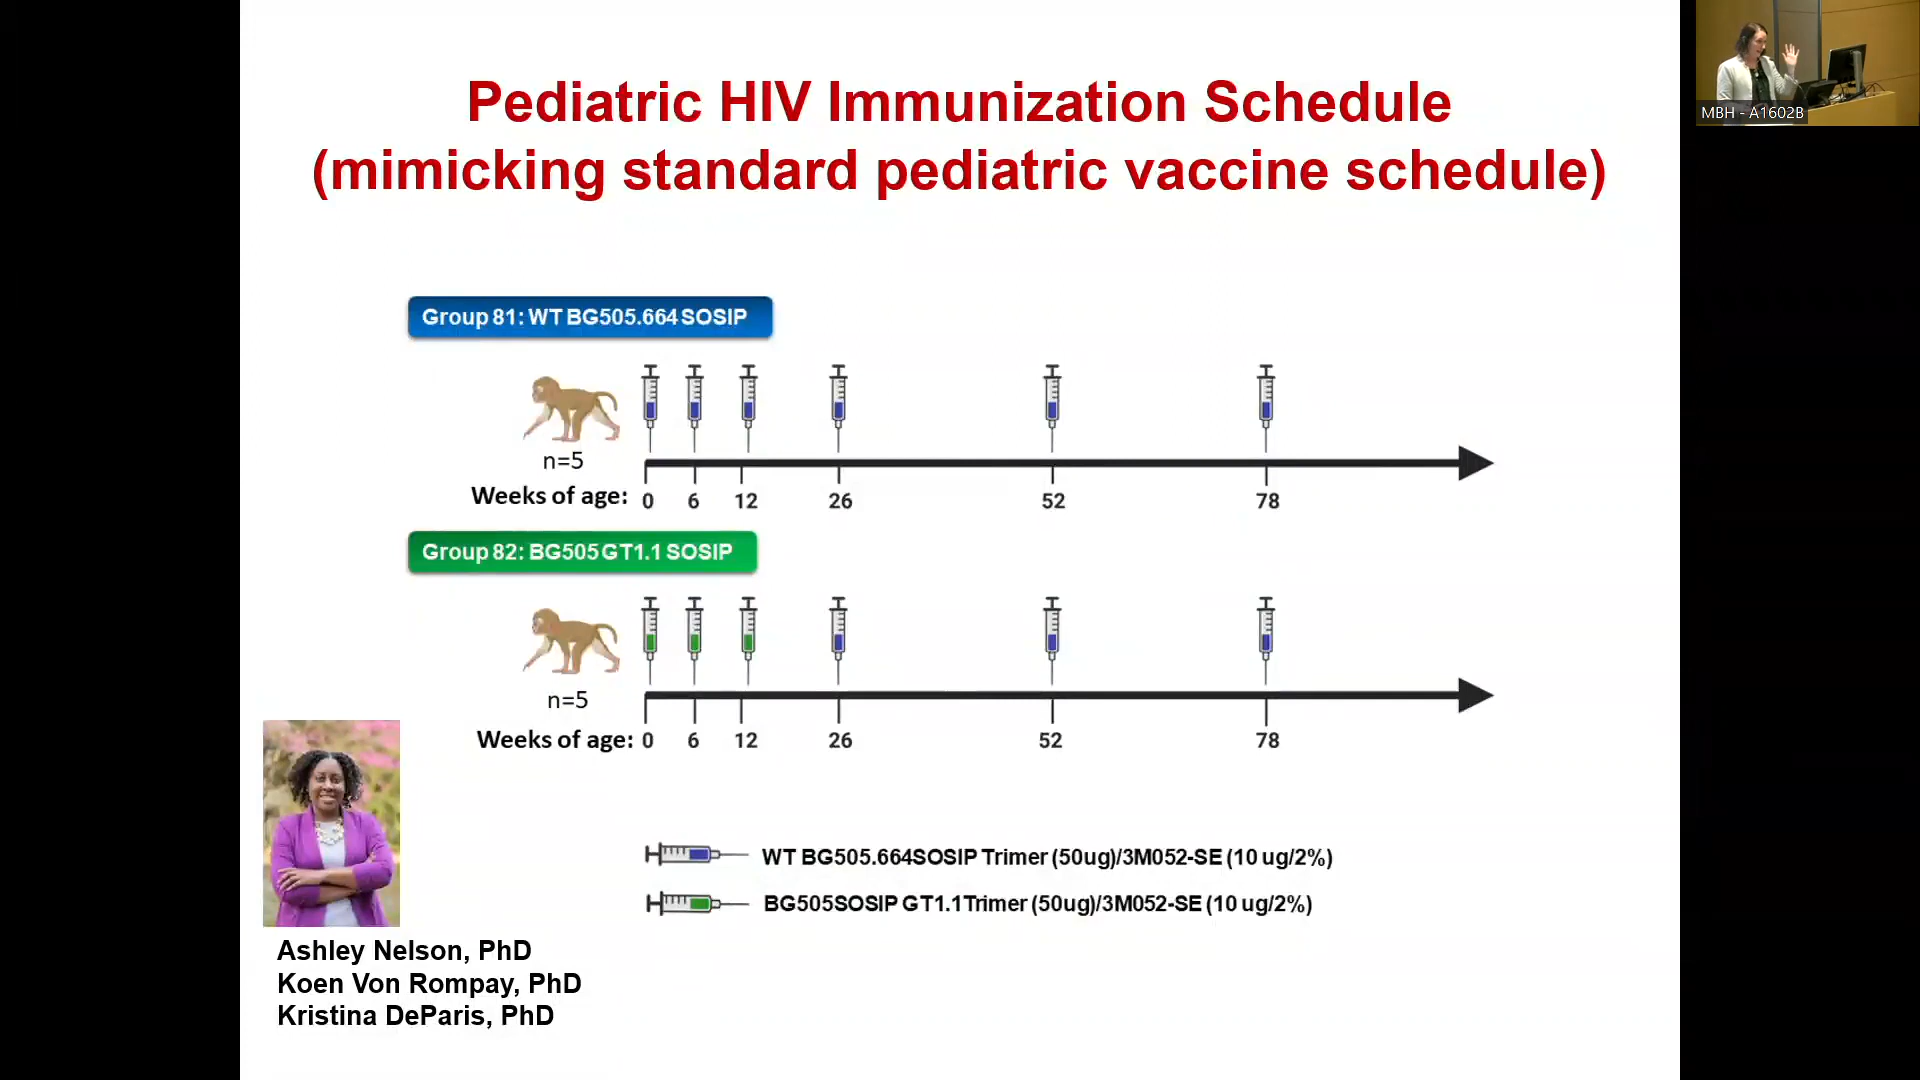 Pediatric HIV Immunization Schedule
(mimicking standard pediatric vaccine schedule)
MBH - A1602B
Group 81: WT BG505.664 SOSIP
n=5
Weeks of age: 0 6 12 26 52 78
Group 82: BG505 GT1.1 SOSIP
n=5
Weeks of age: 0 6 12 26 52 78
WT BG505.664SOSIP Trimer (50ug)/3M052-SE (10 ug/2%)
BG505SOSIP GT1.1Trimer (50ug)/3M052-SE (10 ug/2%)
Ashley Nelson, PhD
Koen Von Rompay, PhD
Kristina DeParis, PhD